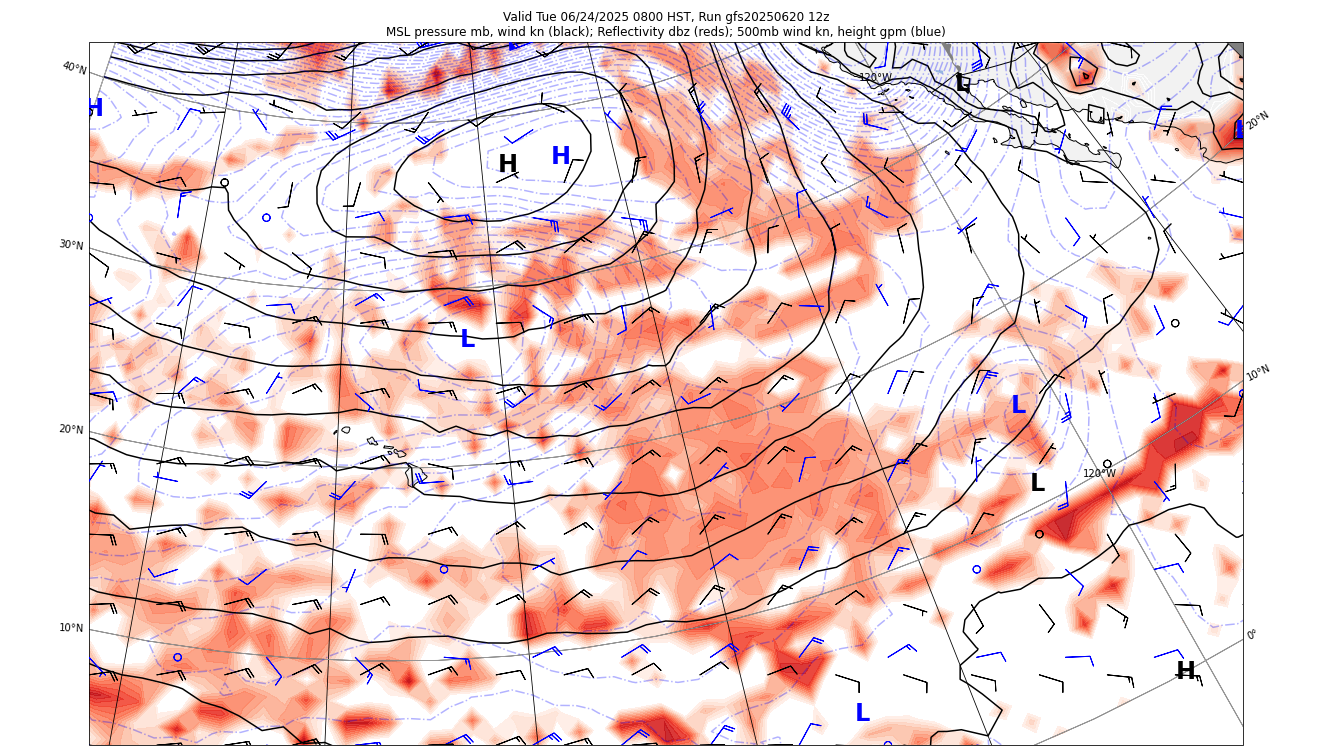 Valid Tue 06/24/2025 0800 HST, Run gfs20250620 12z
MSL pressure mb, wind kn (black); Reflectivity dbz (reds); 500mb wind kn, height gpm (blue)
40°N
120°W
L
H
20°N
H
H
30°N
L
10°N
L
20°N
120°W
L
10°N
0°
H
L